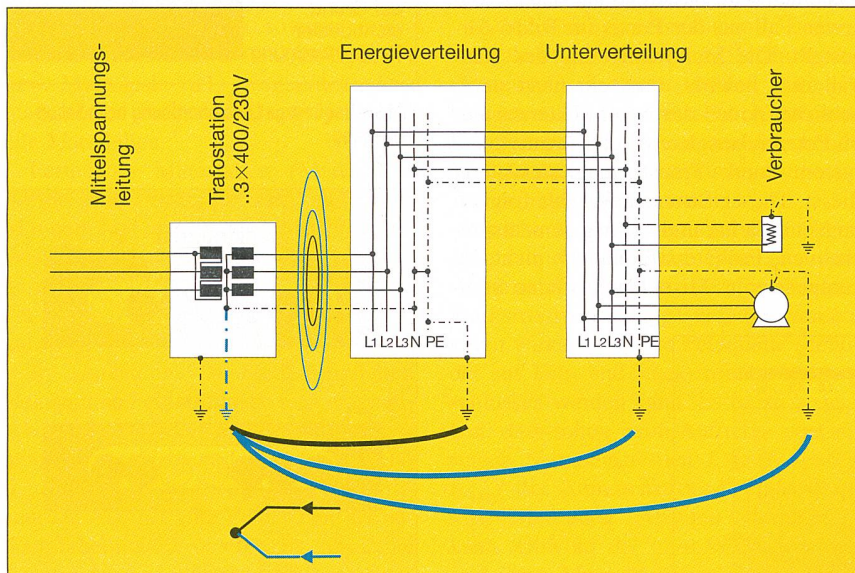 Energieverteilung
Unterverteilung
Mittelspannungs-
leitung
Trafostation
..3×400/230V
Verbraucher
L1 L2 L3 N PE
L1 L2 L3 N PE